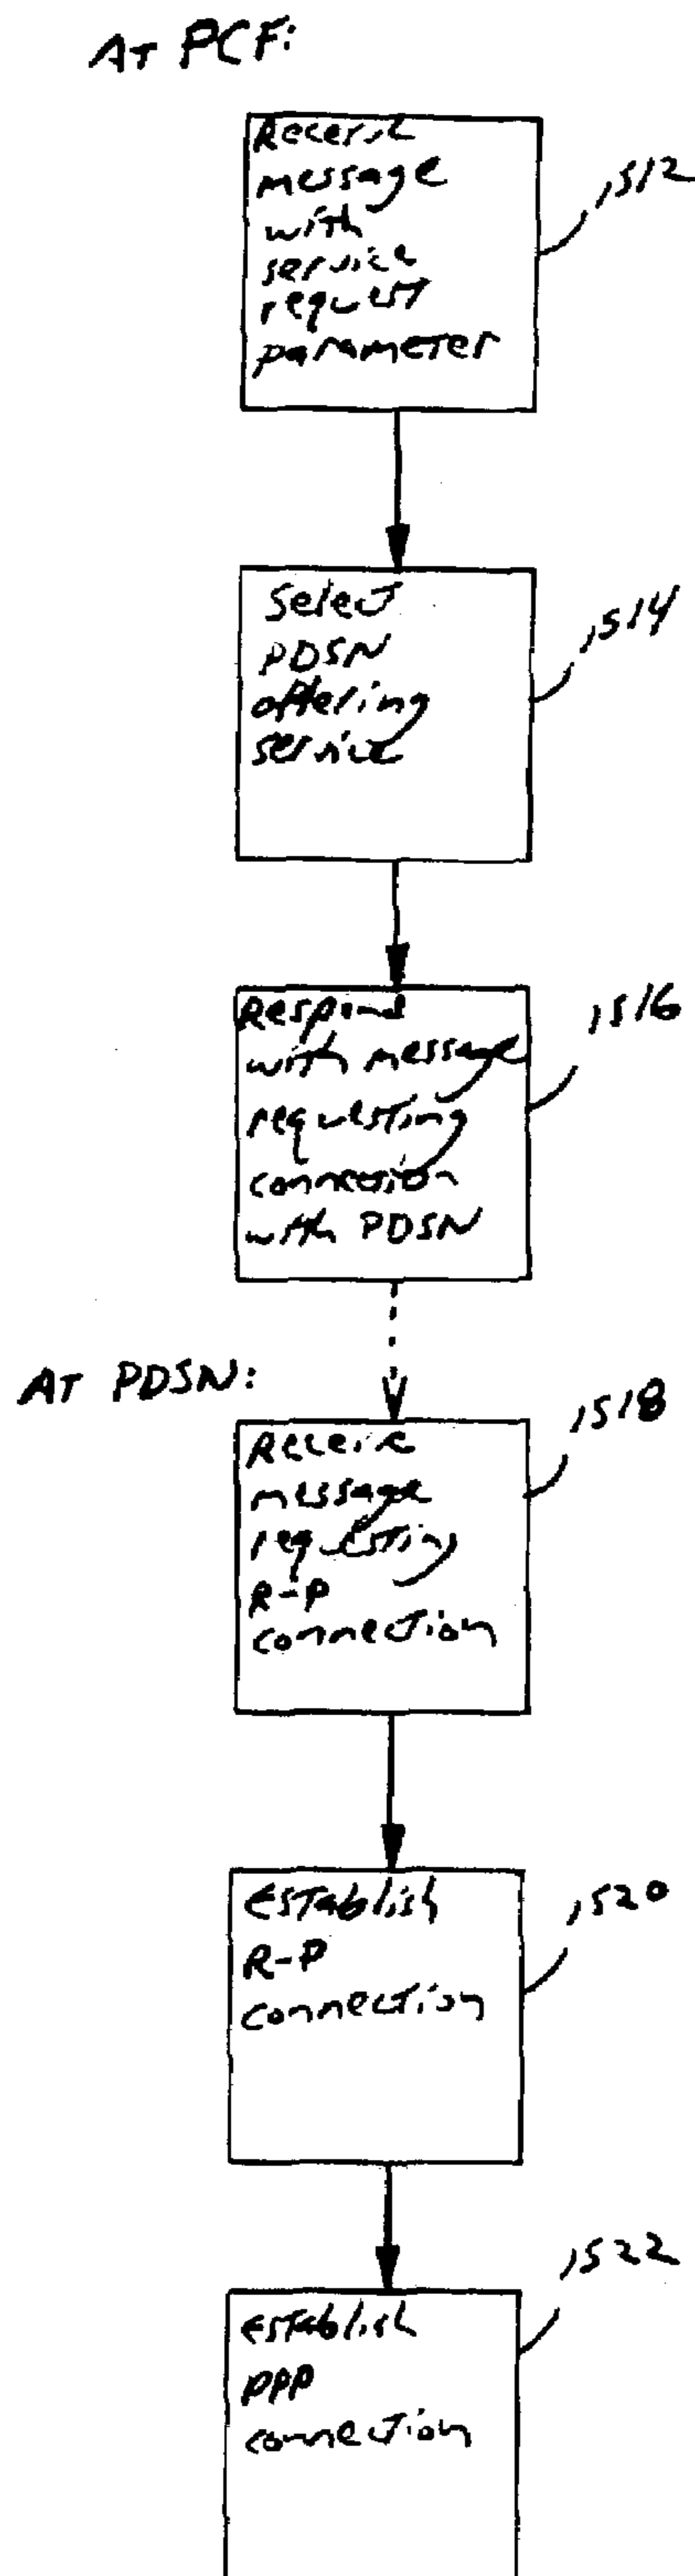 AT PCF:
Receive
message
with
service
request
parameter
1512
Select
PDSN
offering
service
1514
Respond
with message
requesting
connection
with PDSN
1516
AT PDSN:
Receive
message
requesting
R-P
connection
1518
establish
R-P
connection
1520
establish
PPP
connection
1522